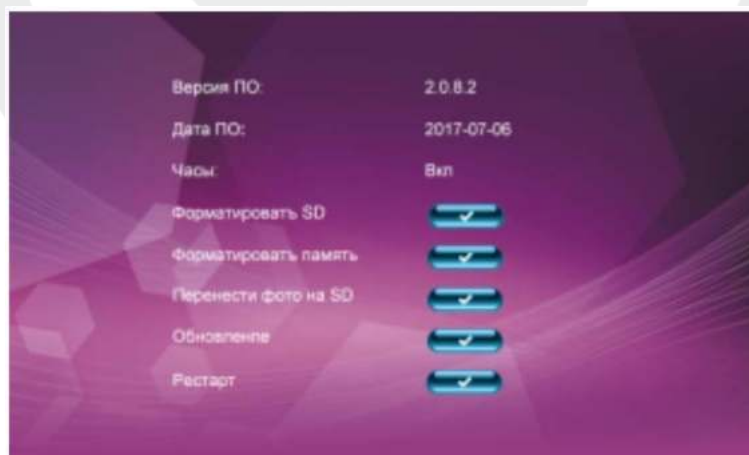 Версия ПО: 2.0.8.2
Дата ПО: 2017-07-06
Часы: Вкл
Форматировать SD
Форматировать память
Перенести фото на SD
Обновленпе
Рестарт